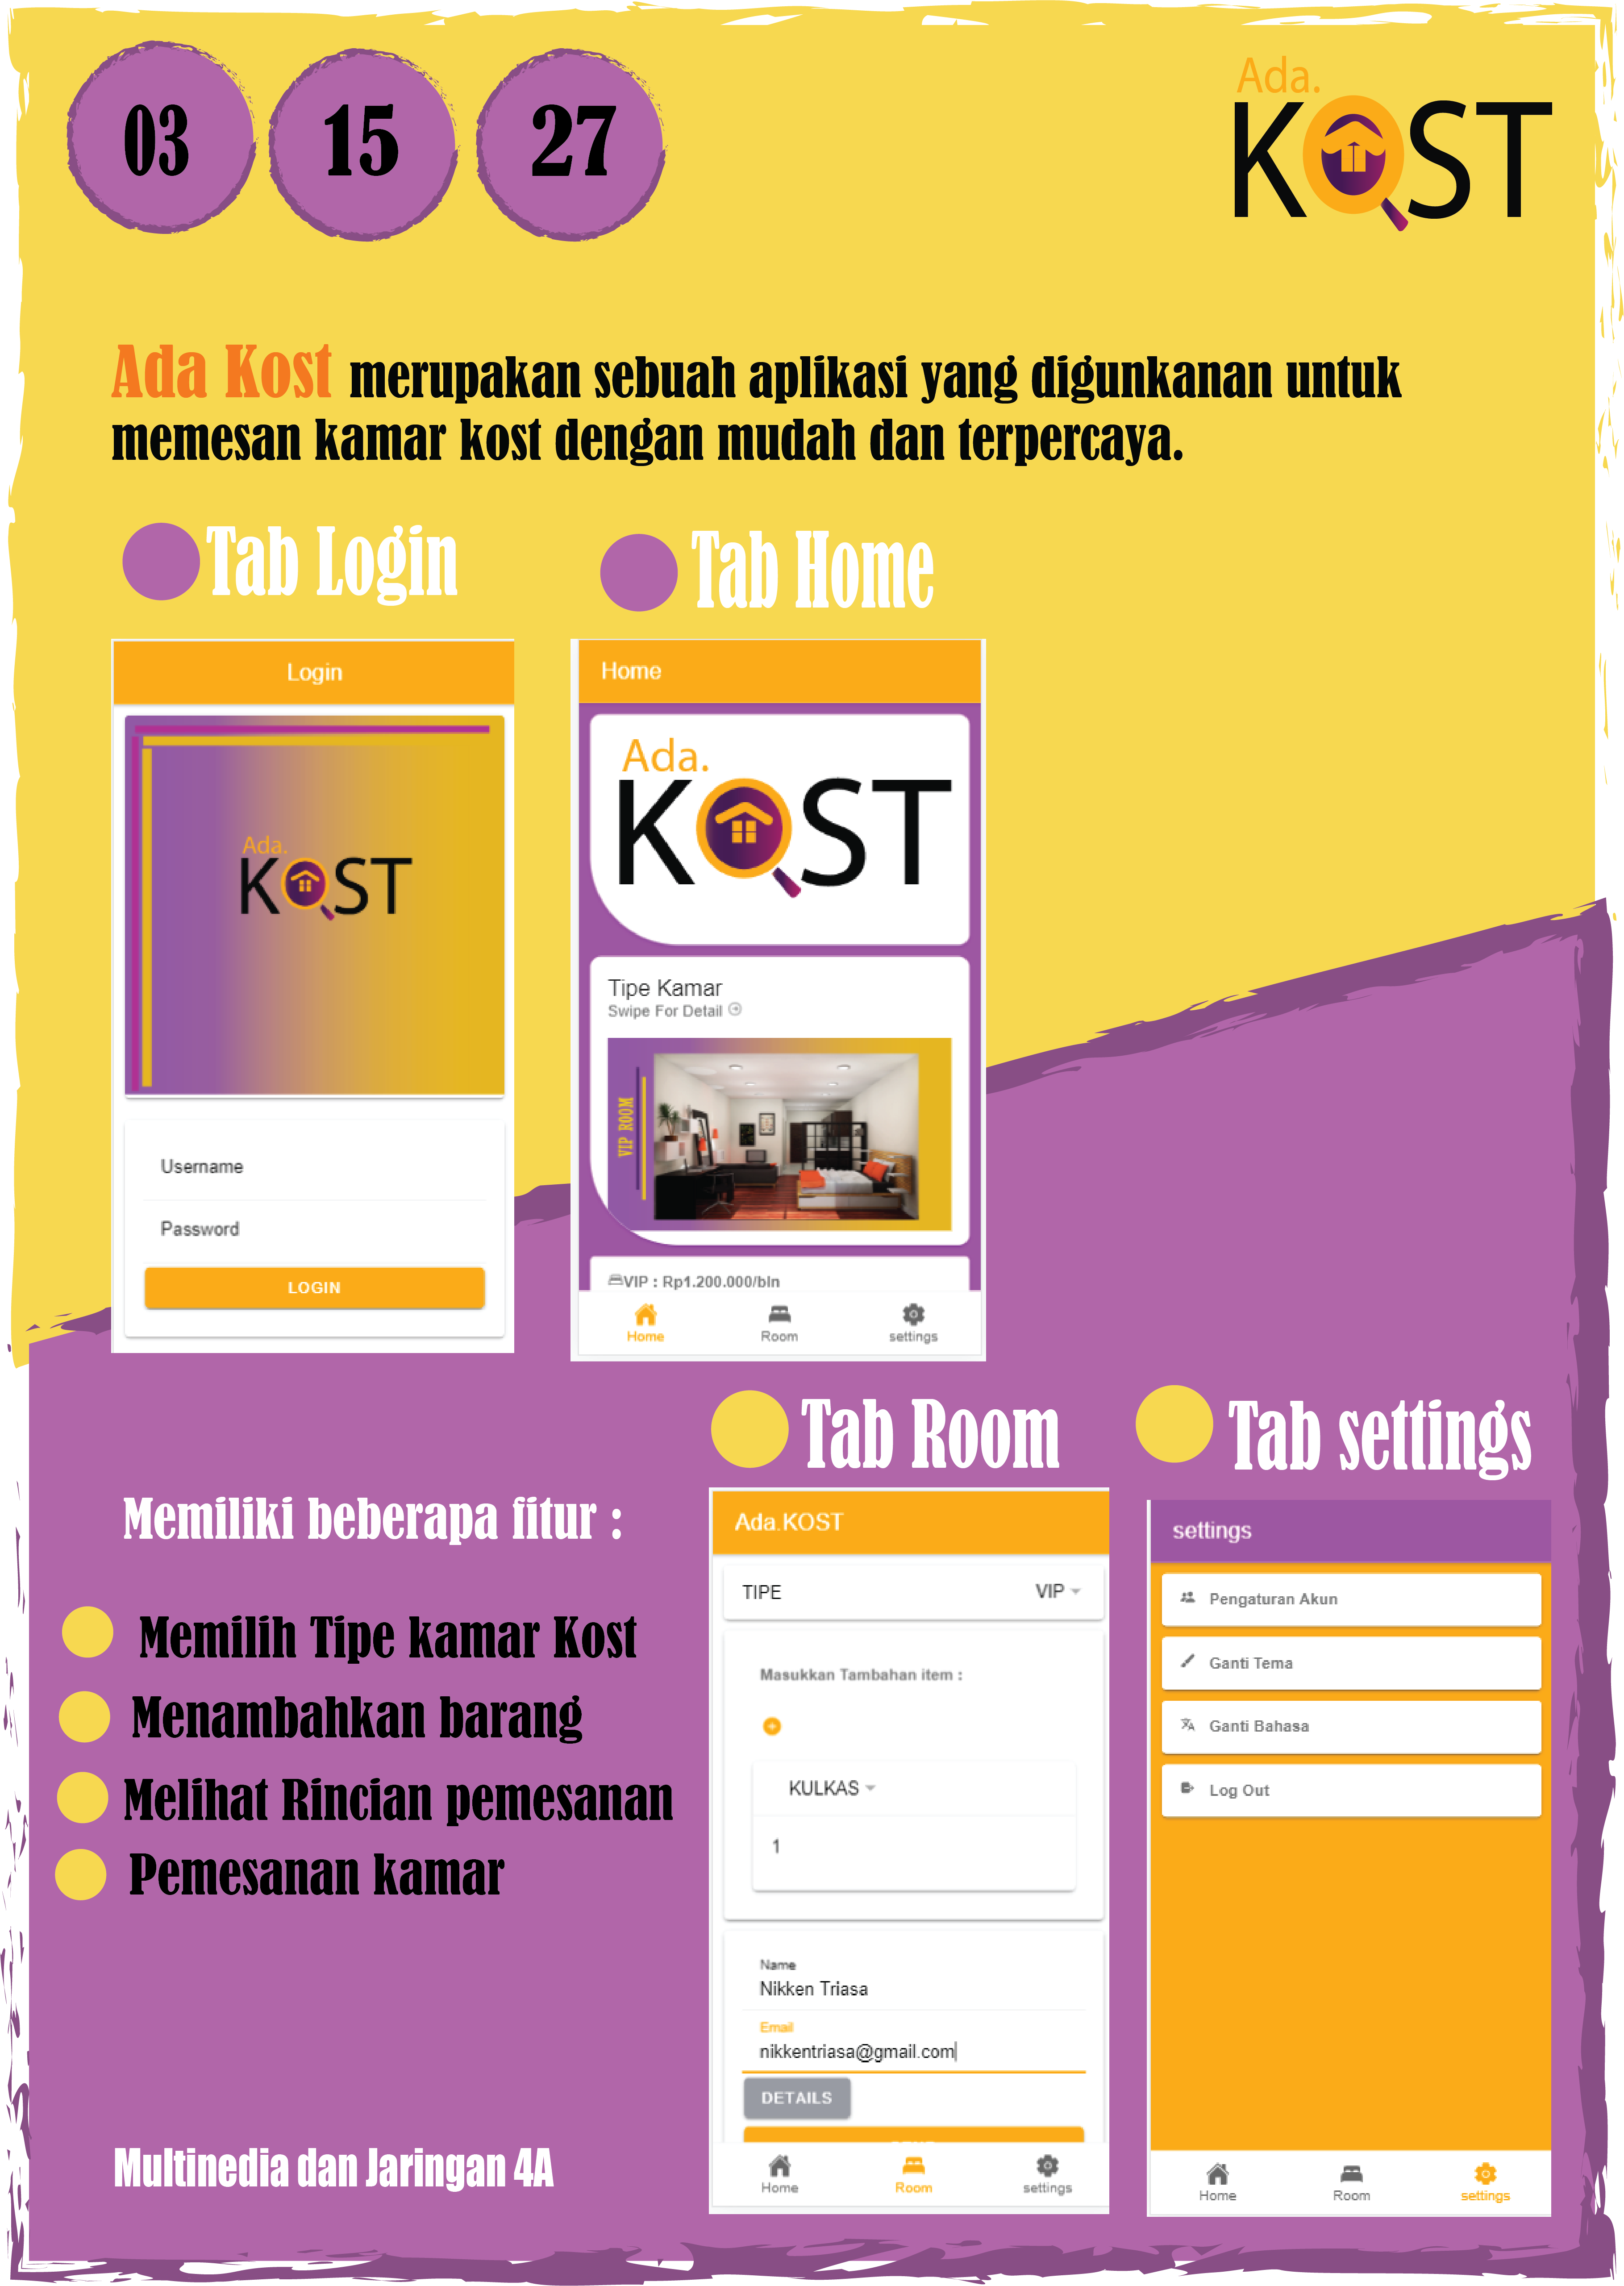 03 15 27
Ada.
KOST
Ada Kost merupakan sebuah aplikasi yang digunkanan untuk
memesan kamar kost dengan mudah dan terpercaya.
Tab Login
Login
Ada.
KOST
Username
Password
LOGIN
Tab Home
Home
Ada.
KOST
Tipe Kamar
Swipe For Detail
VIP ROOM
VIP : Rp1.200.000/bln
Home Room settings
Memiliki beberapa fitur :
Memilih Tipe kamar Kost
Menambahkan barang
Melihat Rincian pemesanan
Pemesanan kamar
Tab Room
Ada.KOST
TIPE VIP
Masukkan Tambahan item :
KULKAS
1
Name
Nikken Triasa
Email
nikkentriasa@gmail.com
DETAILS
Home Room settings
Tab settings
settings
Pengaturan Akun
Ganti Tema
Ganti Bahasa
Log Out
Home Room settings
Multinedia dan Jaringan 4A